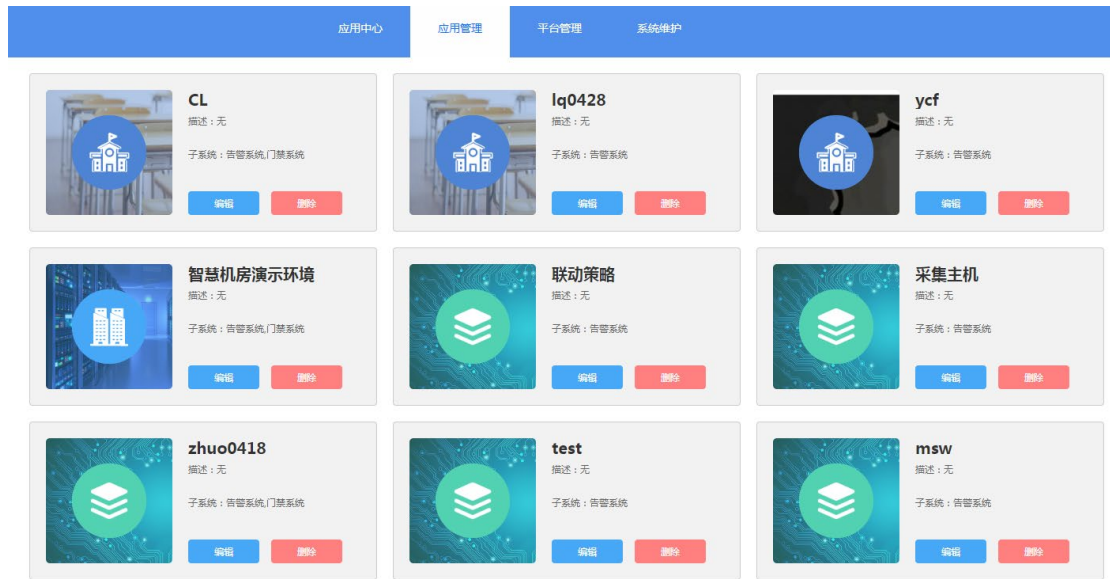 应用中心 应用管理 平台管理 系统维护
CL
描述：无
子系统：告警系统,门禁系统
编辑 删除
lq0428
描述：无
子系统：告警系统
编辑 删除
ycf
描述：无
子系统：告警系统
编辑 删除
智慧机房演示环境
描述：无
子系统：告警系统,门禁系统
编辑 删除
联动策略
描述：无
子系统：告警系统
编辑 删除
采集主机
描述：无
子系统：告警系统
编辑 删除
zhuo0418
描述：无
子系统：告警系统,门禁系统
编辑 删除
test
描述：无
子系统：告警系统
编辑 删除
msw
描述：无
子系统：告警系统
编辑 删除